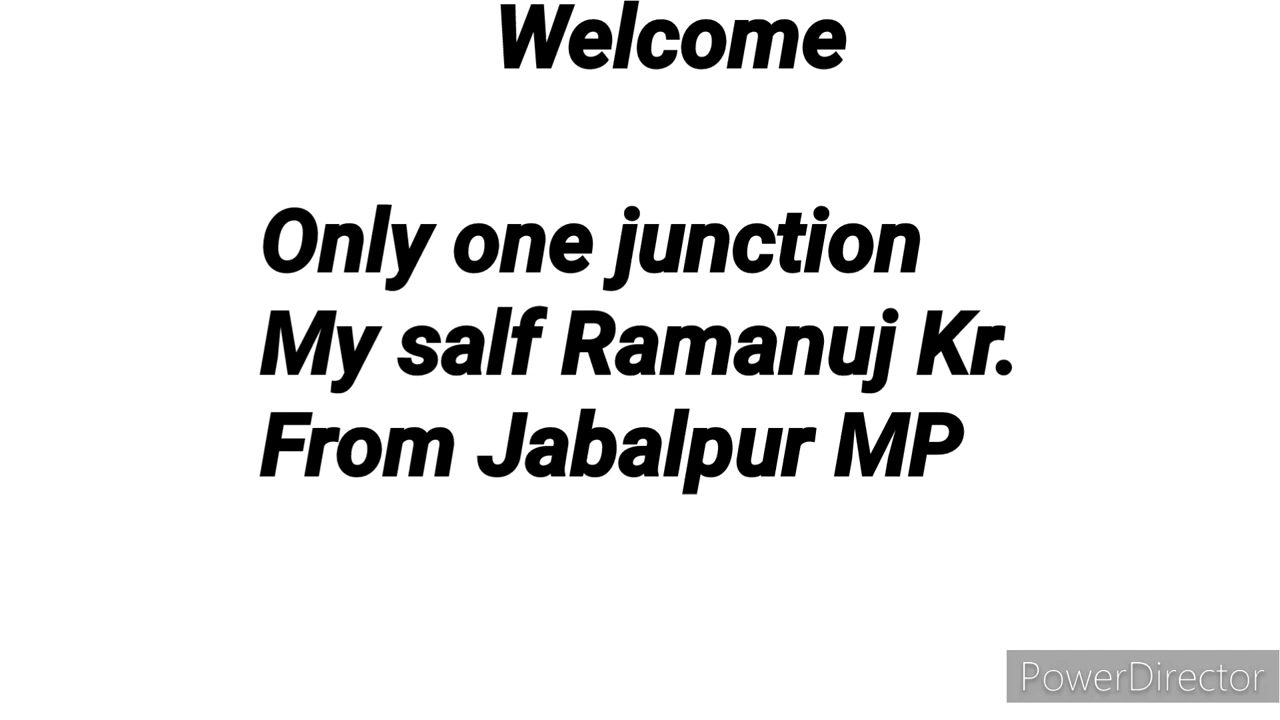 Welcome
Only one junction
My salf Ramanuj Kr.
From Jabalpur MP
PowerDirector